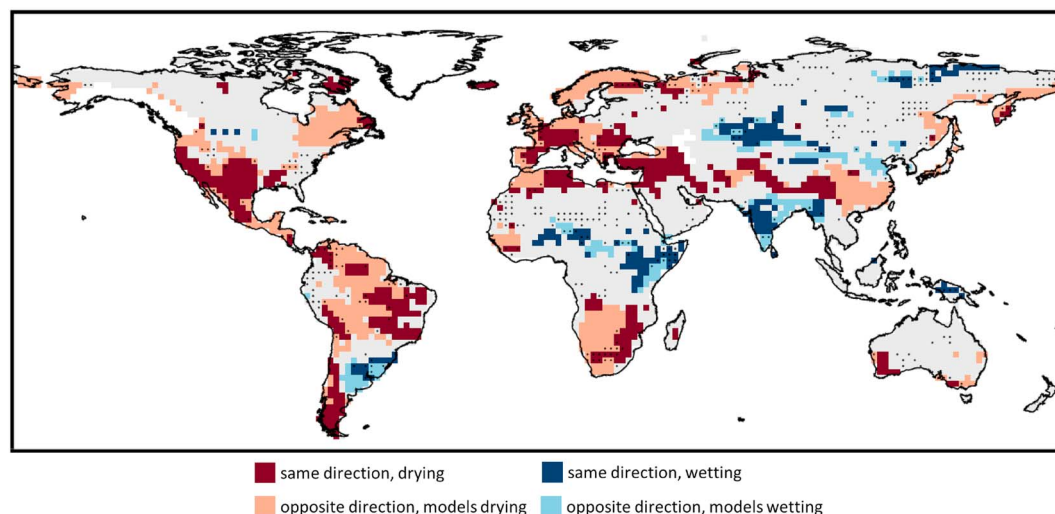 same direction, drying
same direction, wetting
opposite direction, models drying
opposite direction, models wetting